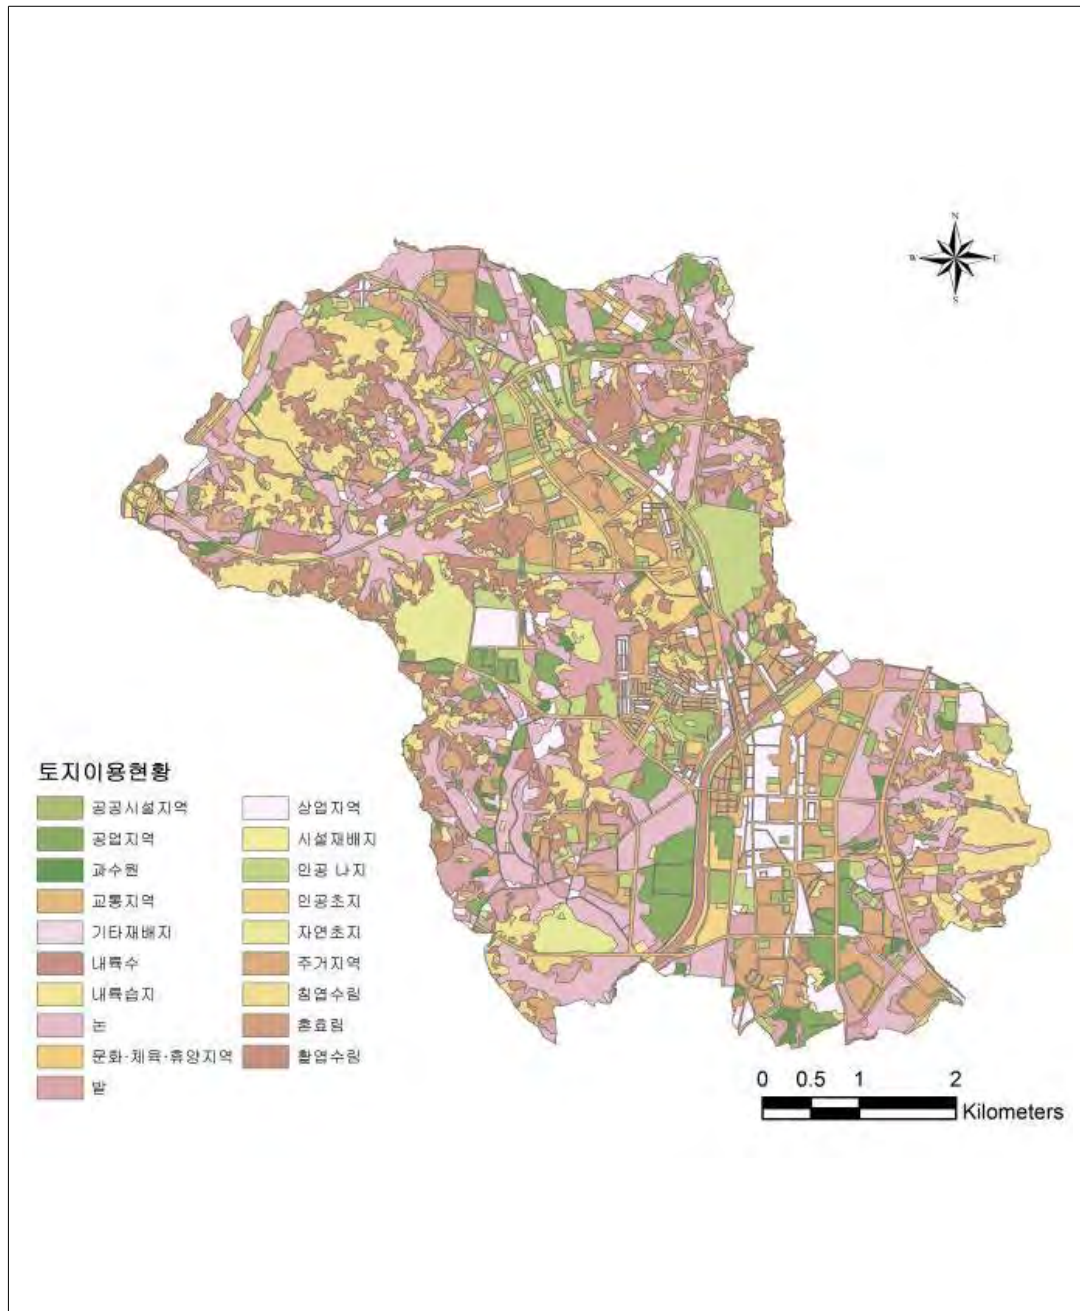 N
W
E
S
토지이용현황
공공시설지역
공업지역
과수원
교통지역
기타재배지
내륙수
내륙습지
논
문화·체육·휴양지역
밭
상업지역
시설재배지
인공 나지
인공초지
자연초지
주거지역
침엽수림
혼효림
활엽수림
0 0.5 1 2
Kilometers